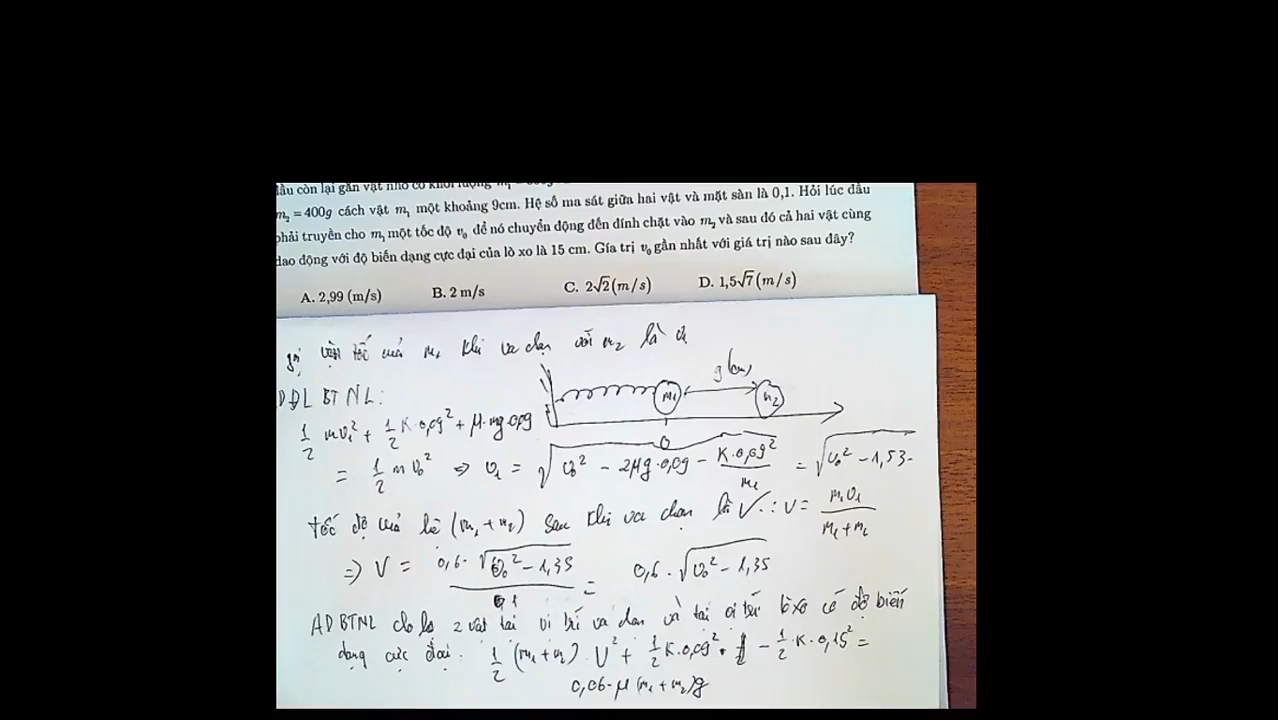 đầu còn lại gắn vật nhỏ có khối lượng m₁
m₂ = 400g cách vật m₁ một khoảng 9cm. Hệ số ma sát giữa hai vật và mặt sàn là 0,1. Hỏi lúc đầu
phải truyền cho m₁ một tốc độ v₀ để nó chuyển động đến dính chặt vào m₂ và sau đó cả hai vật cùng
dao động với độ biến dạng cực đại của lò xo là 15 cm. Gía trị v₀ gần nhất với giá trị nào sau đây?
A. 2,99 (m/s) B. 2 m/s C. 2√2(m/s) D. 1,5√7(m/s)
gọi vận tốc của m₁ khi va chạm với m₂ là v₁
9(cm)
ADĐL BTNL:
m₁ m₂
1/2 mv₁² + 1/2 K·0,09² + μ·mg·0,09
O
= 1/2 m v₀² => v₁ = √(v₀² - 2μg·0,09 - K·0,09²/m₁) = √(v₀² - 1,53
tốc độ của hệ (m₁ + m₂) sau khi va chạm là V: V = m₁v₁/(m₁ + m₂)
=> V = 0,6·√(v₀² - 1,35) / 0,1 = 0,6·√(v₀² - 1,35)
AD BTNL cho hệ 2 vật tại vị trí va chạm và tại vị trí lò xo có độ biến
dạng cực đại: 1/2 (m₁ + m₂) V² + 1/2 K·0,09² - 1/2·K·0,15² =
0,06·μ(m₁ + m₂)g